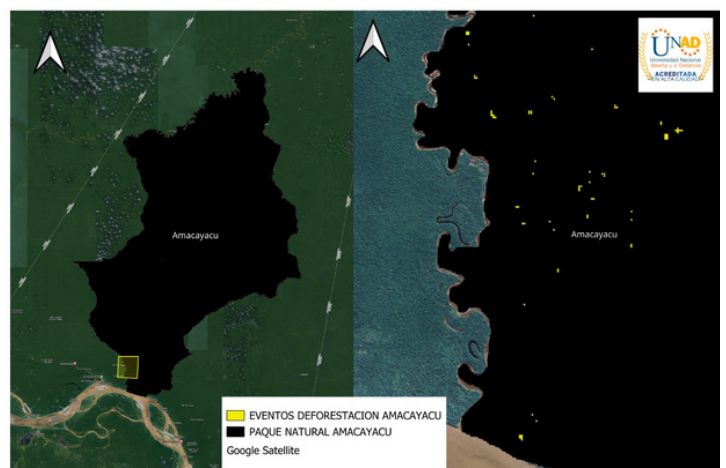 UNAD
Universidad Nacional
Abierta y a Distancia
ACREDITADA
EN ALTA CALIDAD
Amacayacu
Amacayacu
EVENTOS DEFORESTACION AMACAYACU
PAQUE NATURAL AMACAYACU
Google Satellite